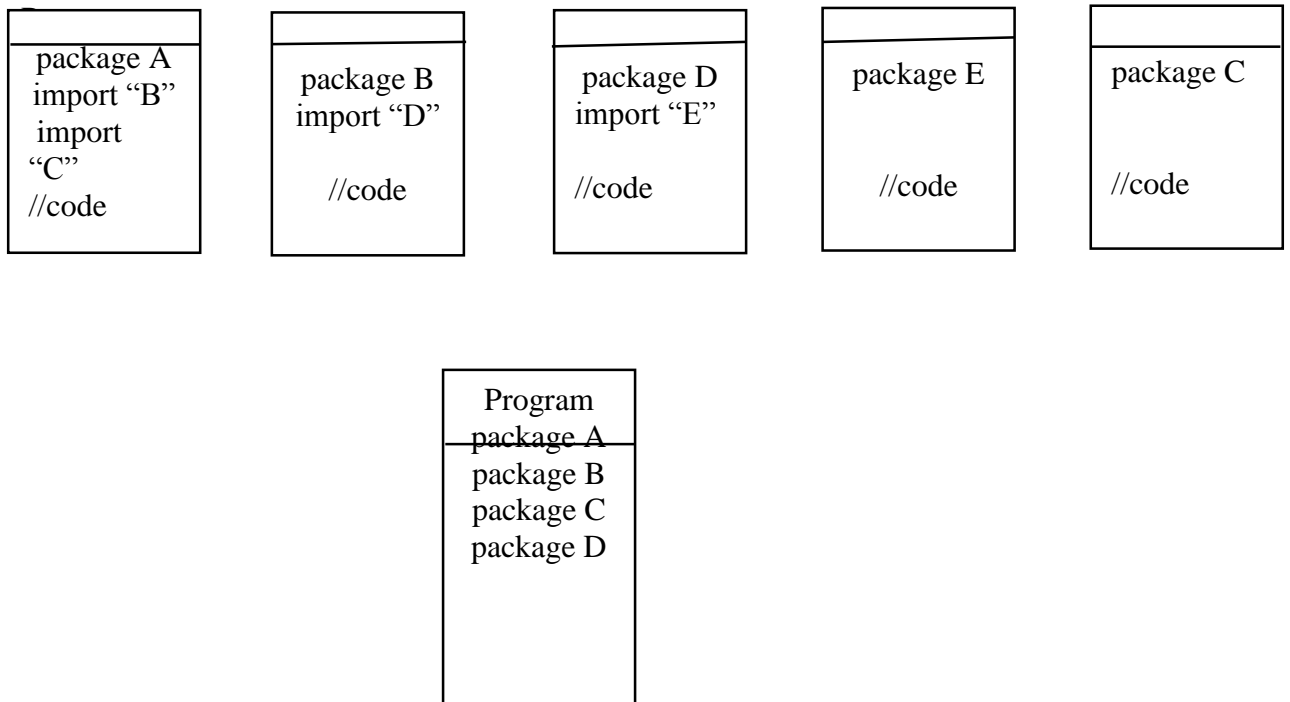 package A
import “B”
import
“C”
//code
package B
import “D”
//code
package D
import “E”
//code
package E
//code
package C
//code
Program
package A
package B
package C
package D